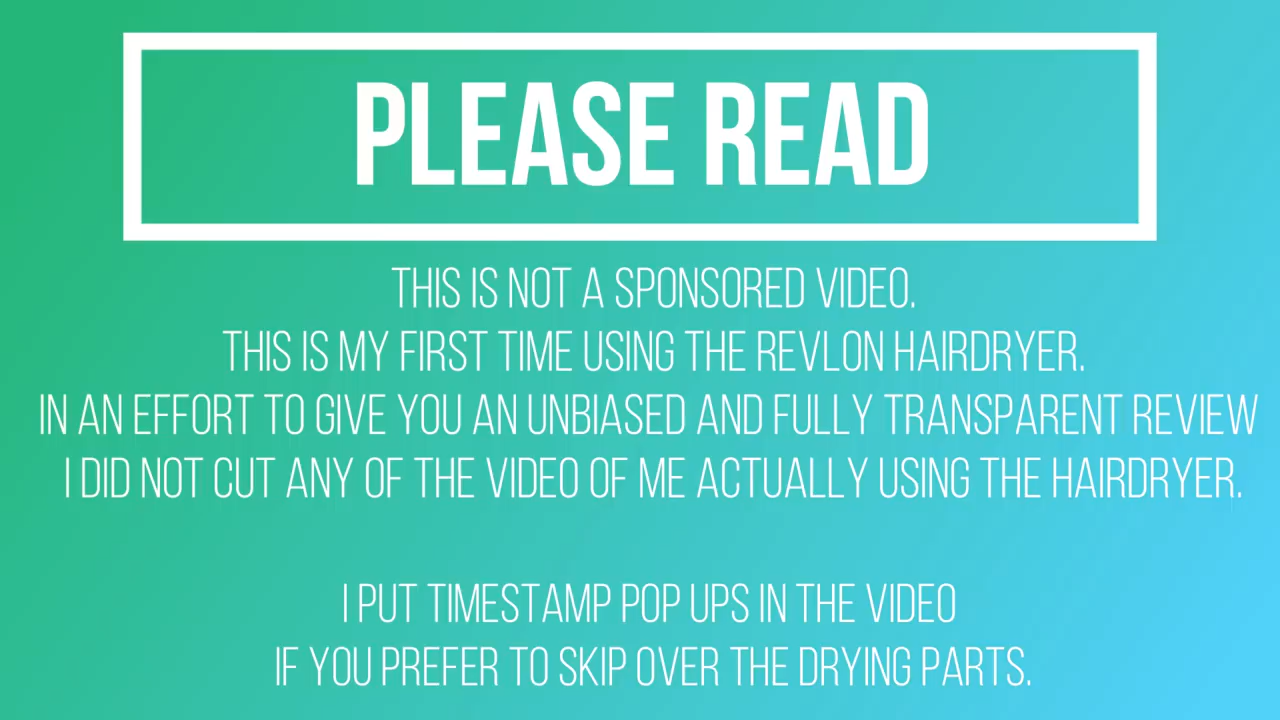 PLEASE READ
THIS IS NOT A SPONSORED VIDEO.
THIS IS MY FIRST TIME USING THE REVLON HAIRDRYER.
IN AN EFFORT TO GIVE YOU AN UNBIASED AND FULLY TRANSPARENT REVIEW
I DID NOT CUT ANY OF THE VIDEO OF ME ACTUALLY USING THE HAIRDRYER.
I PUT TIMESTAMP POP UPS IN THE VIDEO
IF YOU PREFER TO SKIP OVER THE DRYING PARTS.